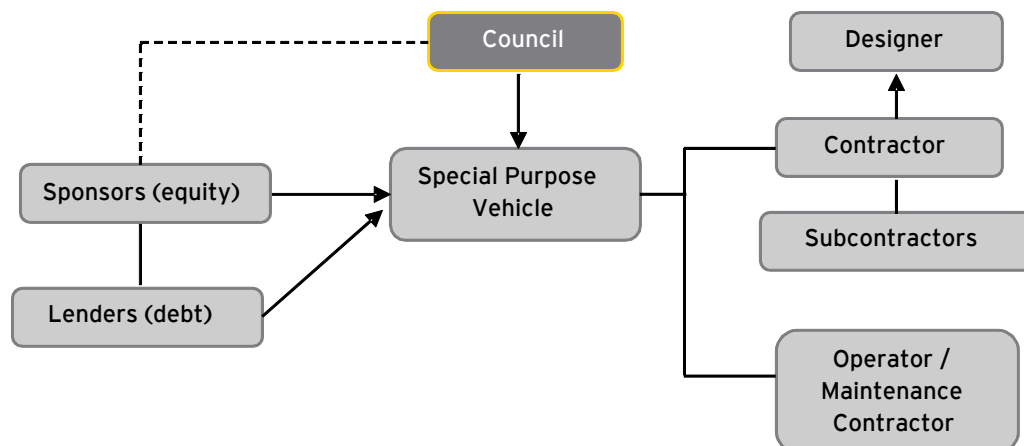 Council
Designer
Contractor
Special Purpose
Vehicle
Sponsors (equity)
Subcontractors
Lenders (debt)
Operator /
Maintenance
Contractor